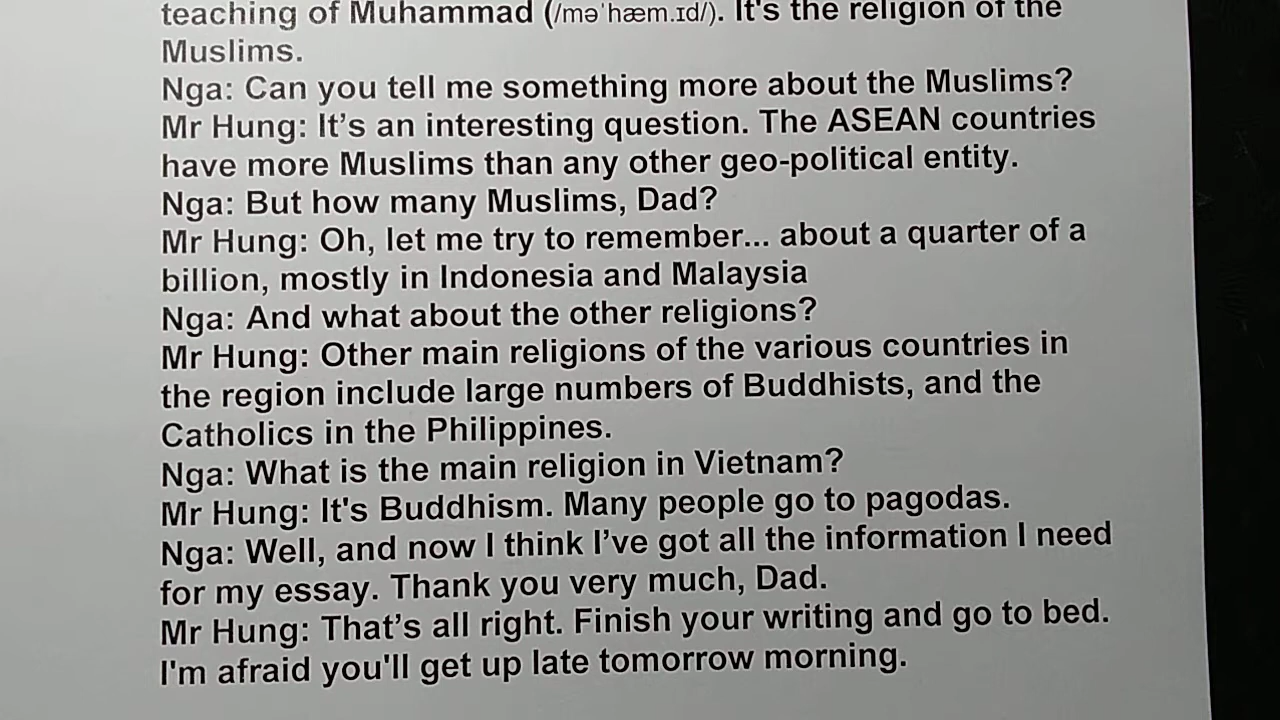 teaching of Muhammad (/məˈhæm.ɪd/). It's the religion of the
Muslims.
Nga: Can you tell me something more about the Muslims?
Mr Hung: It’s an interesting question. The ASEAN countries
have more Muslims than any other geo-political entity.
Nga: But how many Muslims, Dad?
Mr Hung: Oh, let me try to remember... about a quarter of a
billion, mostly in Indonesia and Malaysia
Nga: And what about the other religions?
Mr Hung: Other main religions of the various countries in
the region include large numbers of Buddhists, and the
Catholics in the Philippines.
Nga: What is the main religion in Vietnam?
Mr Hung: It's Buddhism. Many people go to pagodas.
Nga: Well, and now I think I’ve got all the information I need
for my essay. Thank you very much, Dad.
Mr Hung: That’s all right. Finish your writing and go to bed.
I'm afraid you'll get up late tomorrow morning.